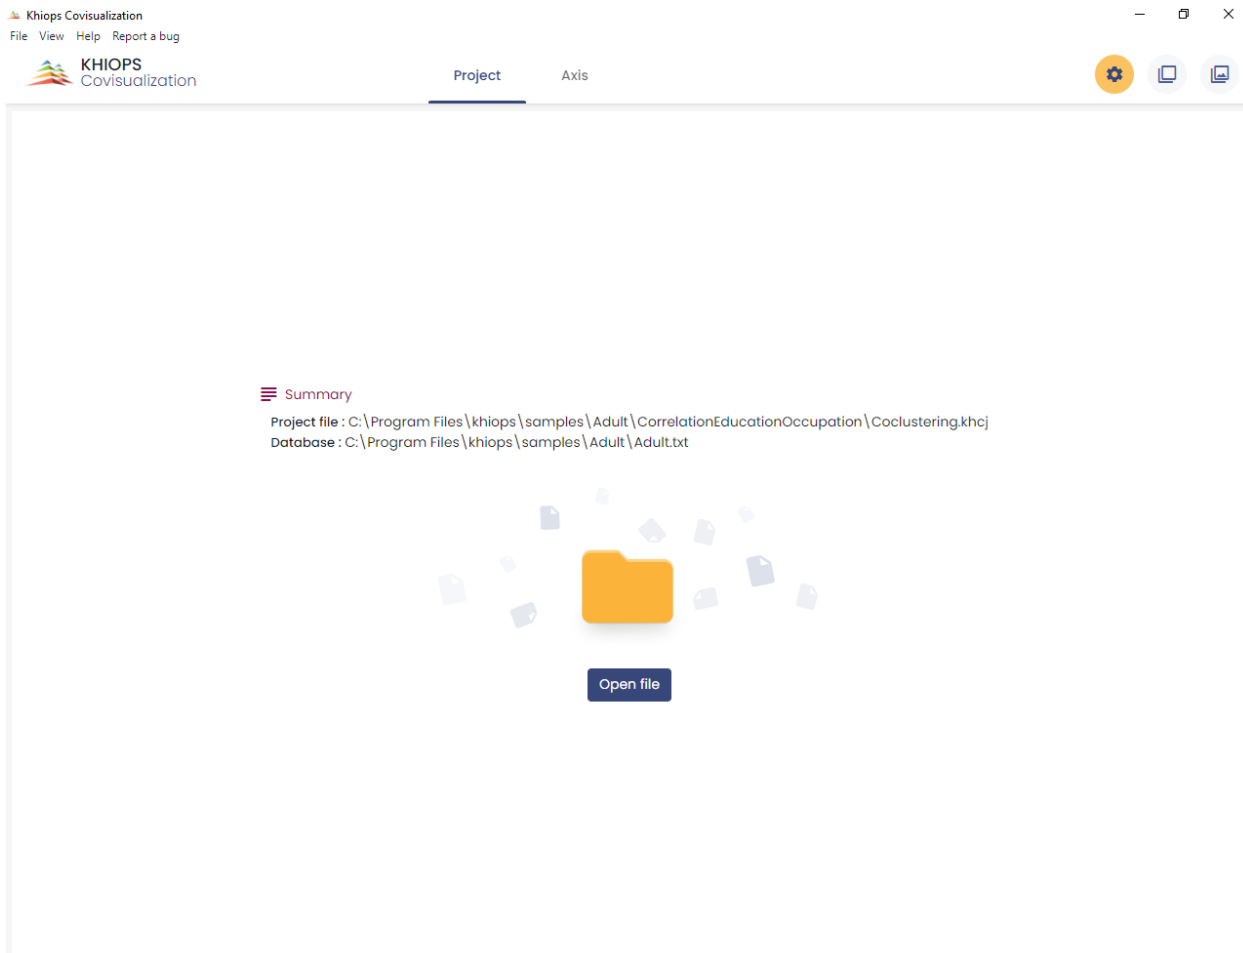 Khiops Covisualization
File View Help Report a bug
KHIOPS
Covisualization
Project Axis
Summary
Project file : C:\Program Files\khiops\samples\Adult\CorrelationEducationOccupation\Coclustering.khcj
Database : C:\Program Files\khiops\samples\Adult\Adult.txt
Open file